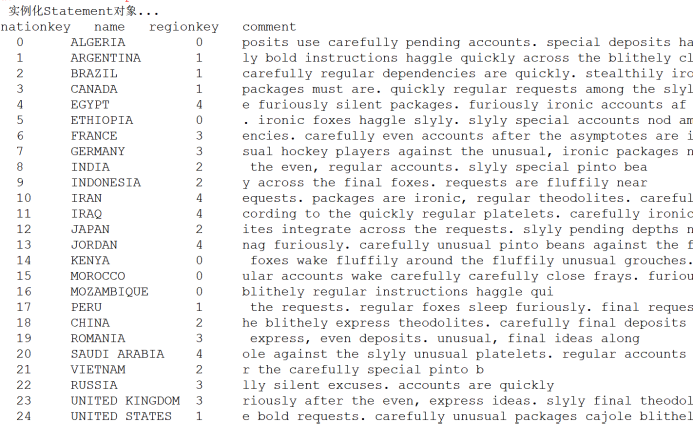 实例化Statement对象...
nationkey name regionkey comment
0 ALGERIA 0 posits use carefully pending accounts. special deposits ha
1 ARGENTINA 1 ly bold instructions haggle quickly across the blithely cl
2 BRAZIL 1 carefully regular dependencies are quickly. stealthily iro
3 CANADA 1 packages must are. quickly regular requests among the slyl
4 EGYPT 4 e furiously silent packages. furiously ironic accounts af
5 ETHIOPIA 0 . ironic foxes haggle slyly. slyly special accounts nod am
6 FRANCE 3 encies. carefully even accounts after the asymptotes are i
7 GERMANY 3 sual hockey players against the unusual, ironic packages n
8 INDIA 2 the even, regular accounts. slyly special pinto bea
9 INDONESIA 2 y across the final foxes. requests are fluffily near
10 IRAN 4 equests. packages are ironic, regular theodolites. careful
11 IRAQ 4 cording to the quickly regular platelets. carefully ironic
12 JAPAN 2 ites integrate across the requests. slyly pending depths n
13 JORDAN 4 nag furiously. carefully unusual pinto beans against the f
14 KENYA 0 foxes wake fluffily around the fluffily unusual grouches.
15 MOROCCO 0 ular accounts wake carefully carefully close frays. furiou
16 MOZAMBIQUE 0 blithely regular instructions haggle qui
17 PERU 1 the requests. regular foxes sleep furiously. final reques
18 CHINA 2 he blithely express theodolites. carefully final deposits
19 ROMANIA 3 express, even deposits. unusual, final ideas along
20 SAUDI ARABIA 4 ole against the slyly unusual platelets. regular accounts
21 VIETNAM 2 r the carefully special pinto b
22 RUSSIA 3 lly silent excuses. accounts are quickly
23 UNITED KINGDOM 3 riously after the even, express ideas. slyly final theodol
24 UNITED STATES 1 e bold requests. carefully unusual packages cajole blithel